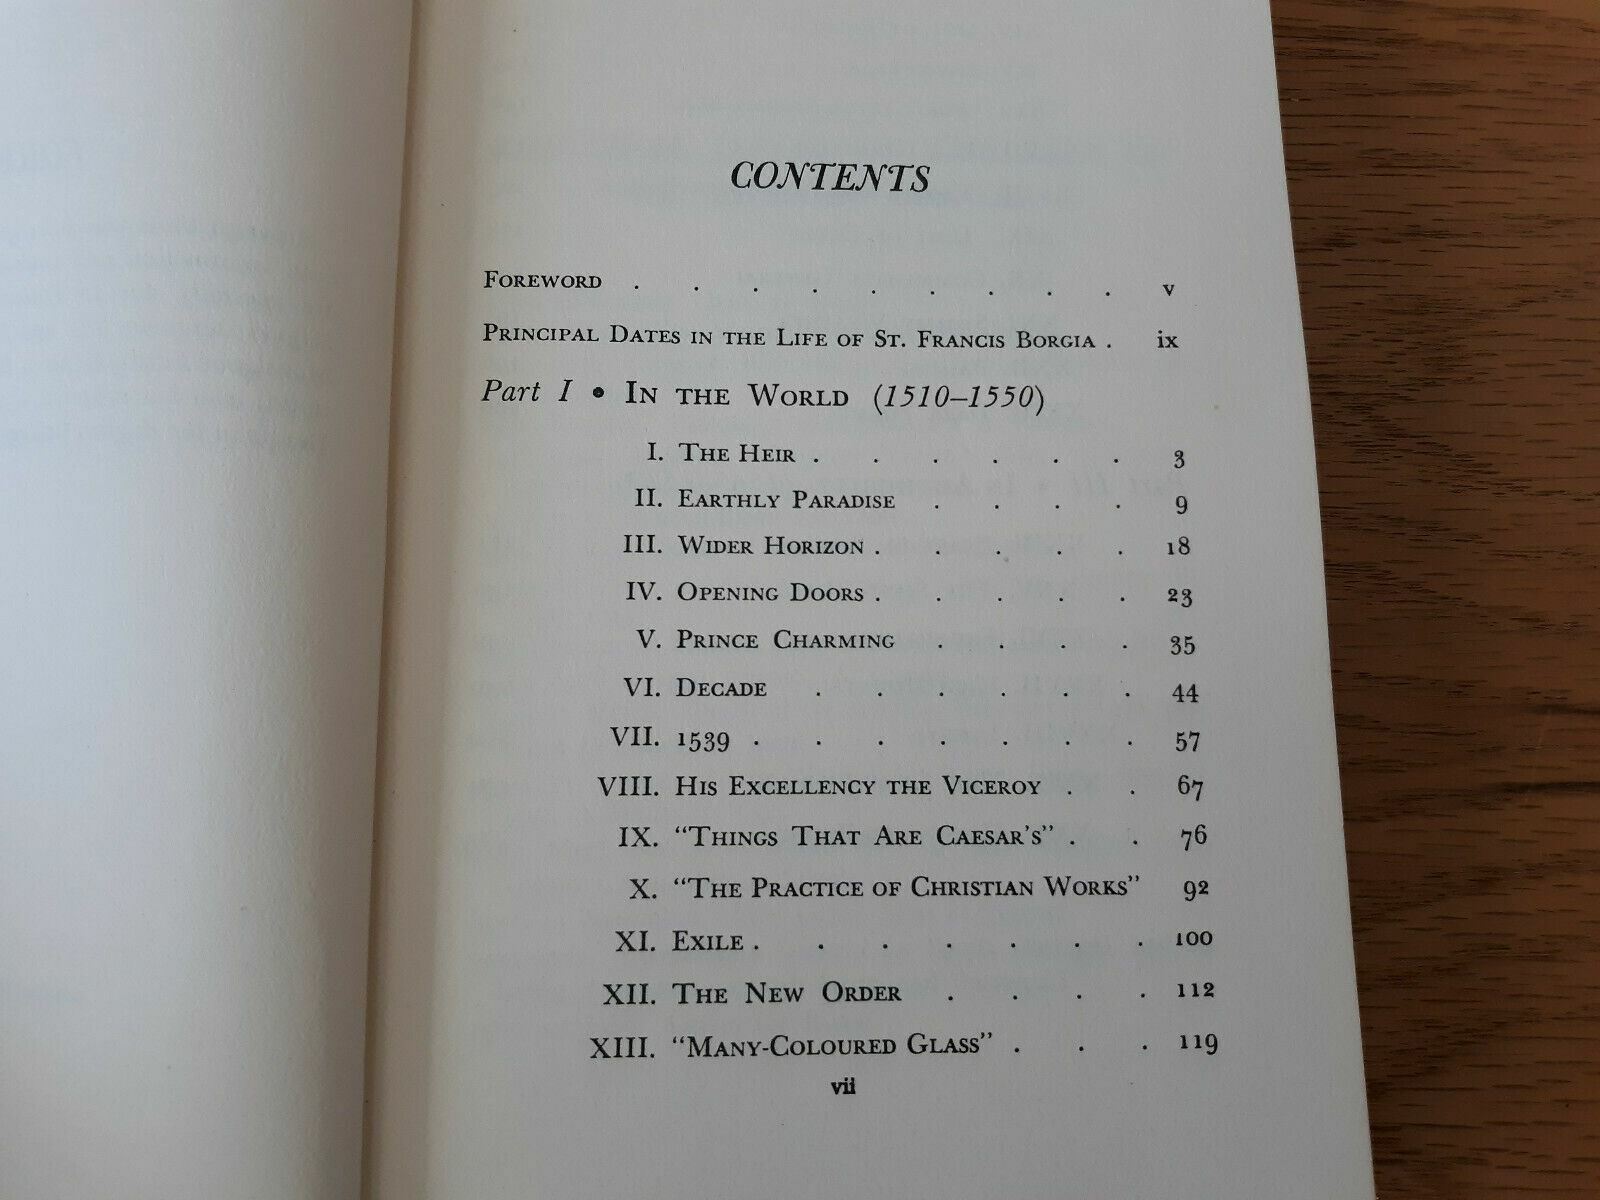 CONTENTS
FOREWORD . . . . . . . . . v
PRINCIPAL DATES IN THE LIFE OF ST. FRANCIS BORGIA . ix
Part I • IN THE WORLD (1510–1550)
I. THE HEIR . . . . . . 3
II. EARTHLY PARADISE . . . . 9
III. WIDER HORIZON . . . . . 18
IV. OPENING DOORS . . . . . 23
V. PRINCE CHARMING . . . . 35
VI. DECADE . . . . . . 44
VII. 1539 . . . . . . . 57
VIII. HIS EXCELLENCY THE VICEROY . . 67
IX. “THINGS THAT ARE CAESAR'S” . . 76
X. “THE PRACTICE OF CHRISTIAN WORKS” 92
XI. EXILE . . . . . . . 100
XII. THE NEW ORDER . . . . 112
XIII. “MANY-COLOURED GLASS” . . . 119
vii